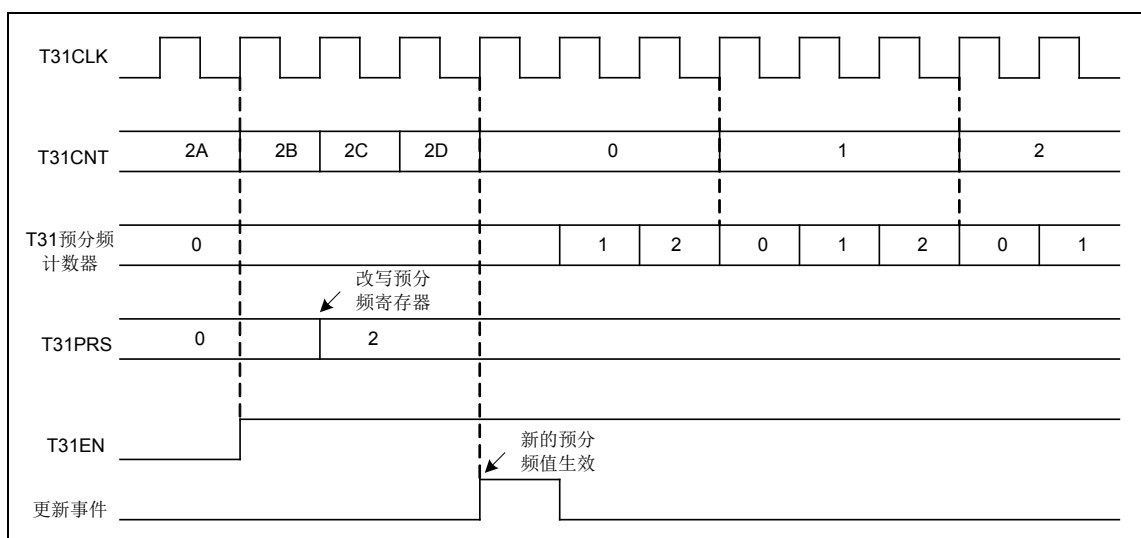 T31CLK
T31CNT
2A
2B
2C
2D
0
1
2
T31预分频
计数器
0
1
2
0
1
2
0
1
改写预分
频寄存器
T31PRS
0
2
T31EN
新的预分
频值生效
更新事件